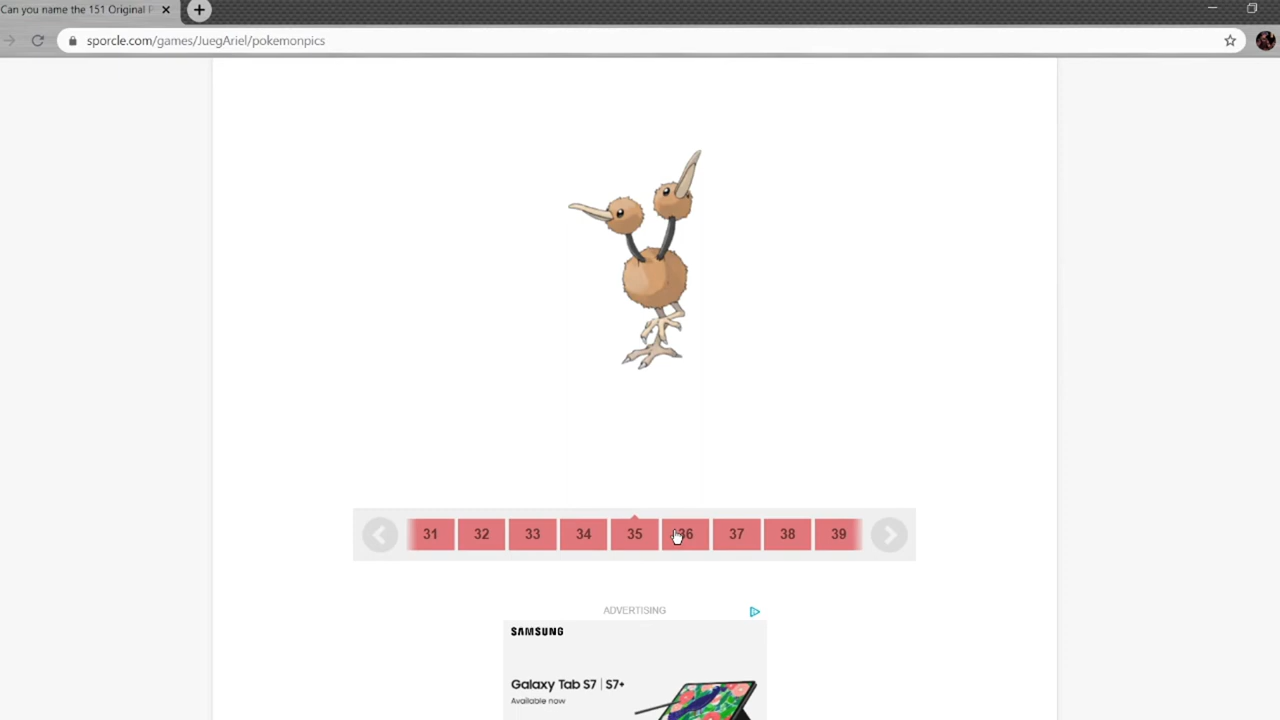 Can you name the 151 Original P
sporcle.com/games/JuegAriel/pokemonpics
31 32 33 34 35 36 37 38 39
ADVERTISING
SAMSUNG
Galaxy Tab S7 | S7+
Available now